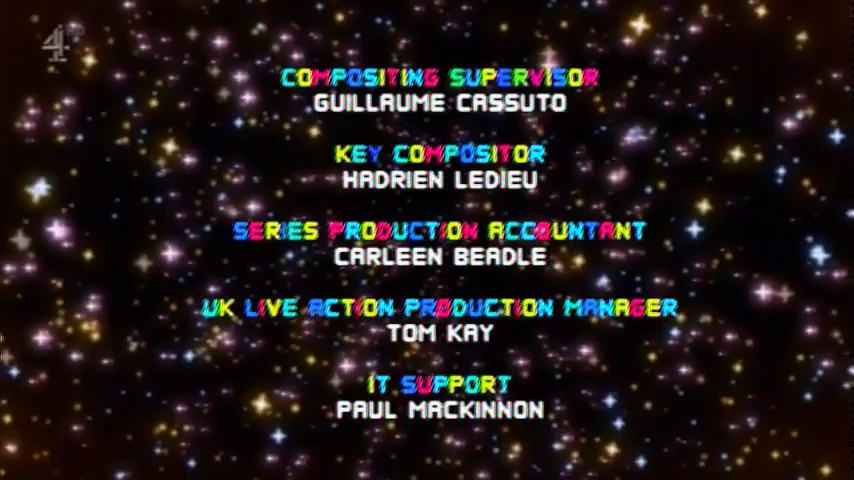 4
COMPOSITING SUPERVISOR
GUILLAUME CASSUTO
KEY COMPOSITOR
HADRIEN LEDIEU
SERIES PRODUCTION ACCOUNTANT
CARLEEN BEADLE
UK LIVE ACTION PRODUCTION MANAGER
TOM KAY
IT SUPPORT
PAUL MACKINNON